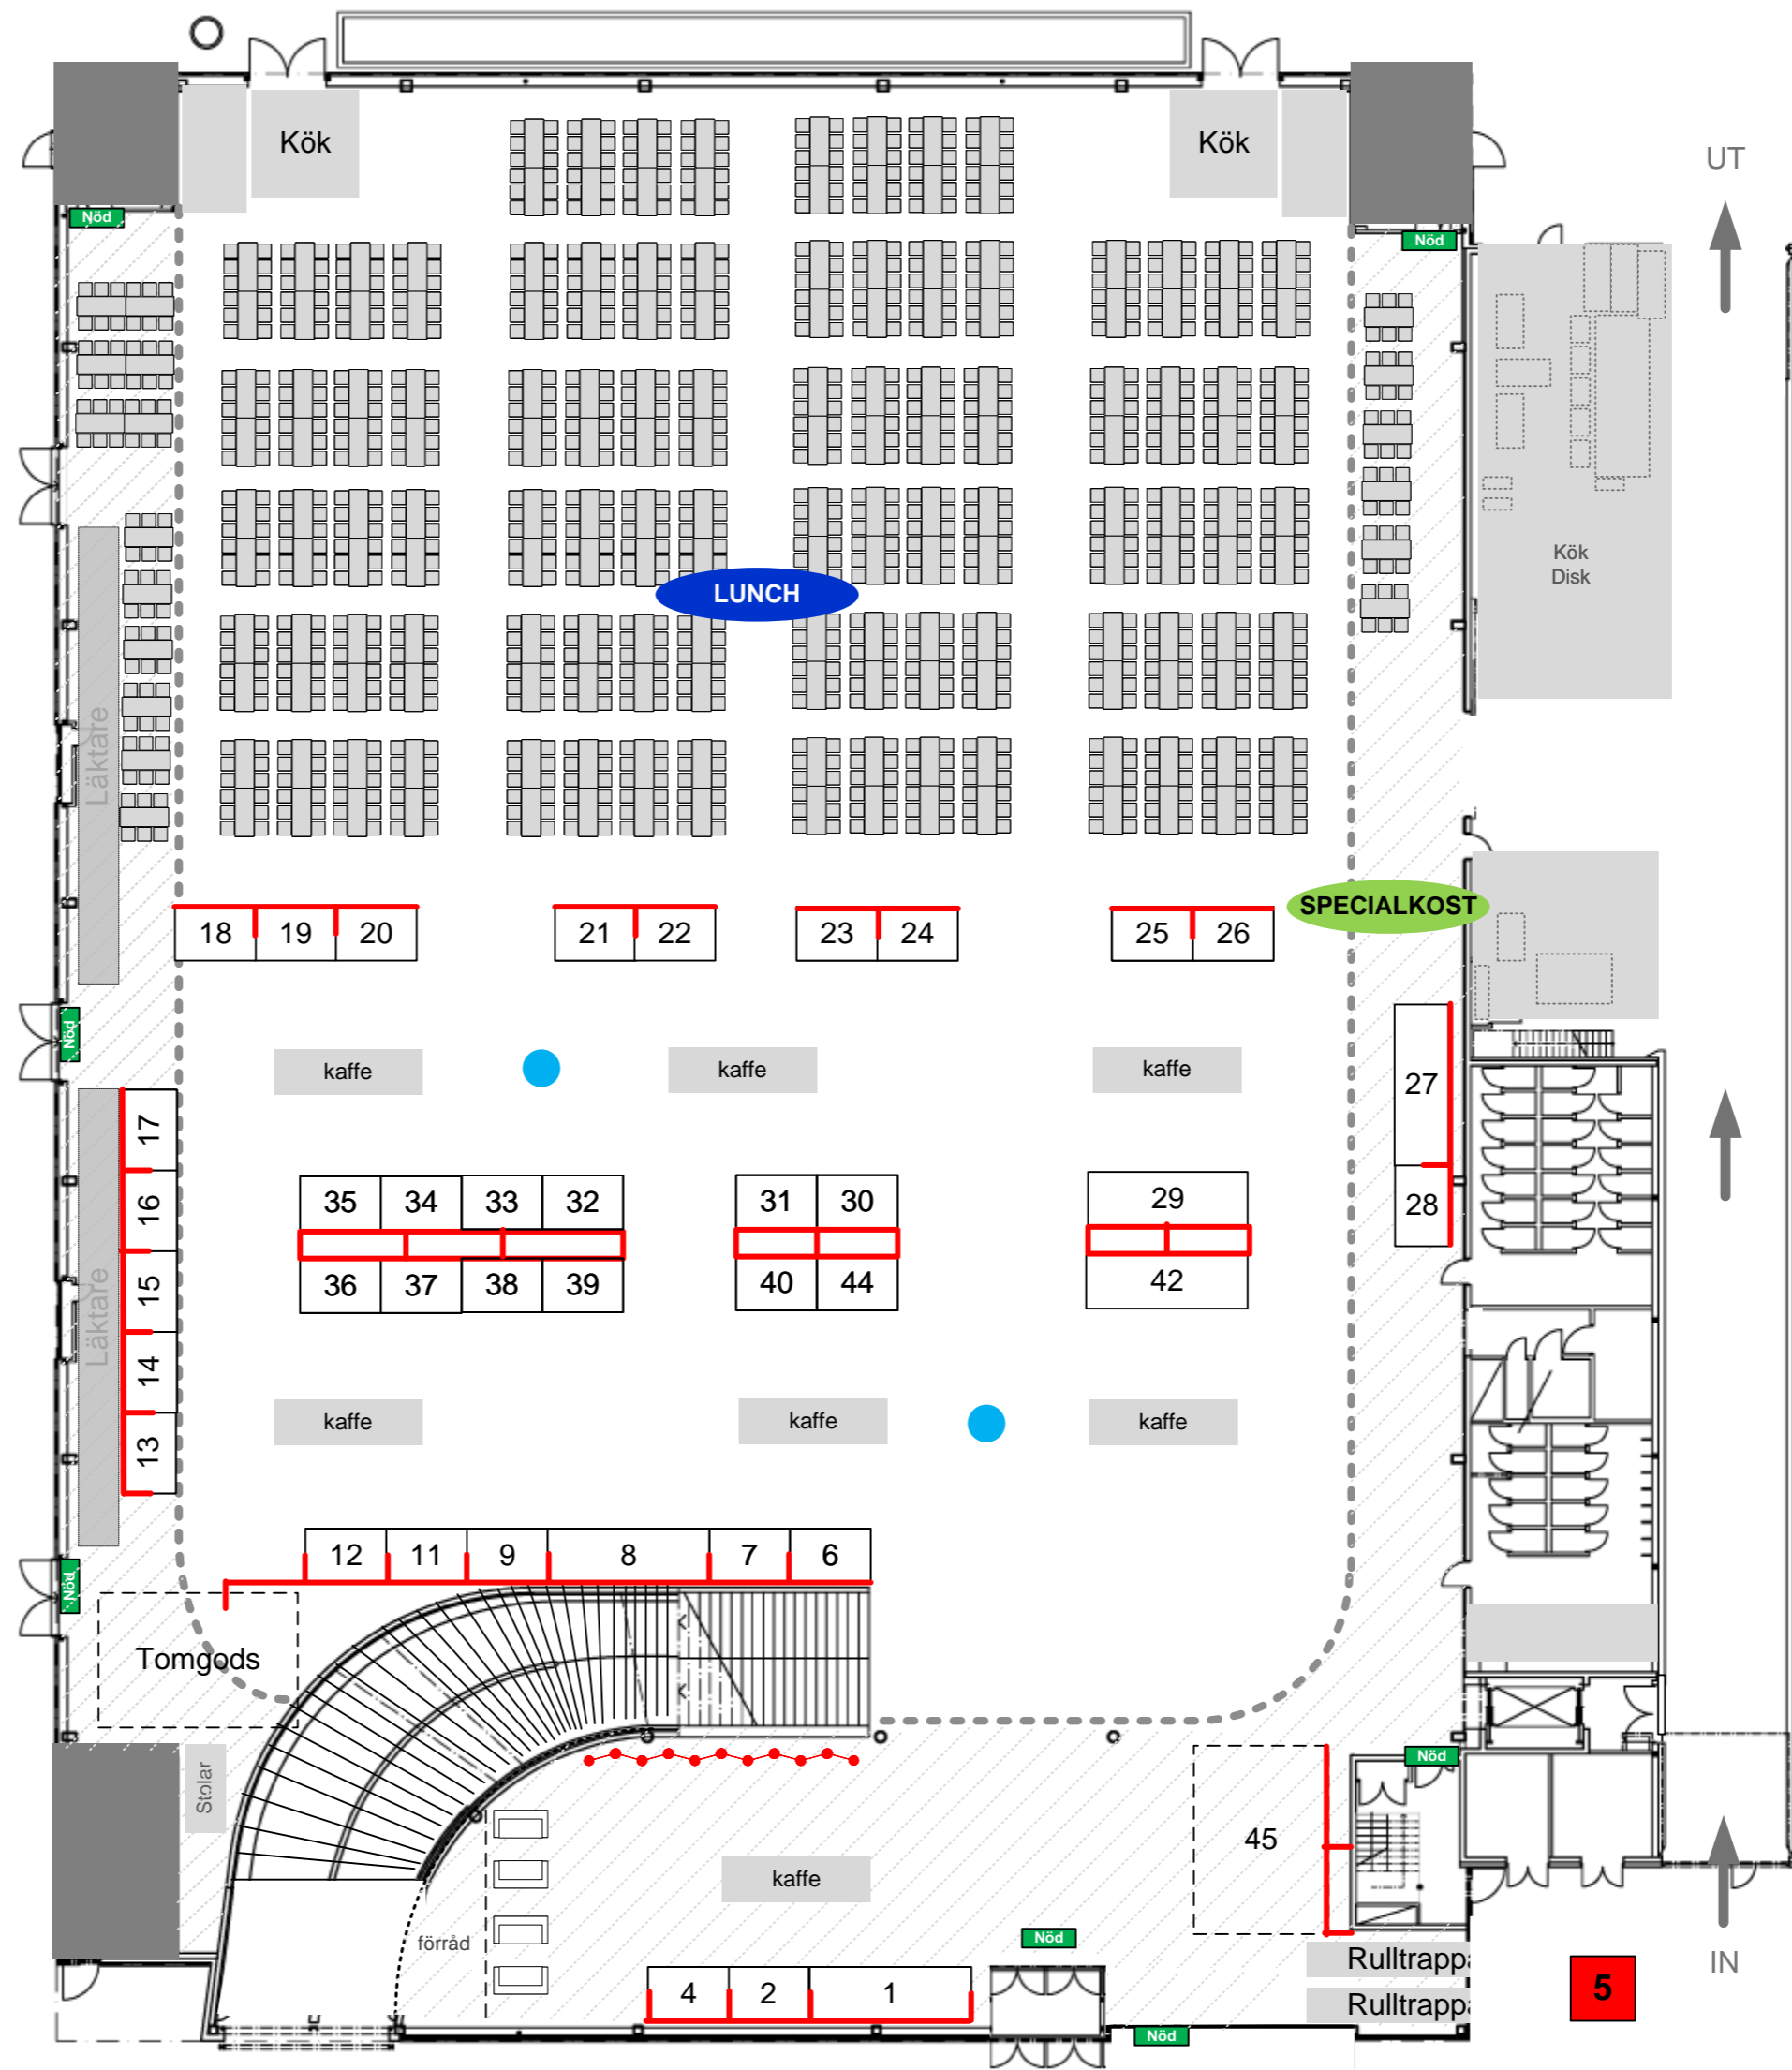 Kök
Kök
UT
Nöd
Nöd
Kök
Disk
LUNCH
Läktare
SPECIALKOST
18 19 20 21 22 23 24 25 26
Nöd
kaffe
kaffe
kaffe
27
28
17
16
15
14
13
Läktare
35 34 33 32 31 30 29
36 37 38 39 40 44 42
kaffe
kaffe
kaffe
12 11 9 8 7 6
Nöd
Tomgods
Nöd
Stolar
45
kaffe
förråd
Nöd
Rulltrappa
Rulltrappa
4 2 1
5
IN
Nöd